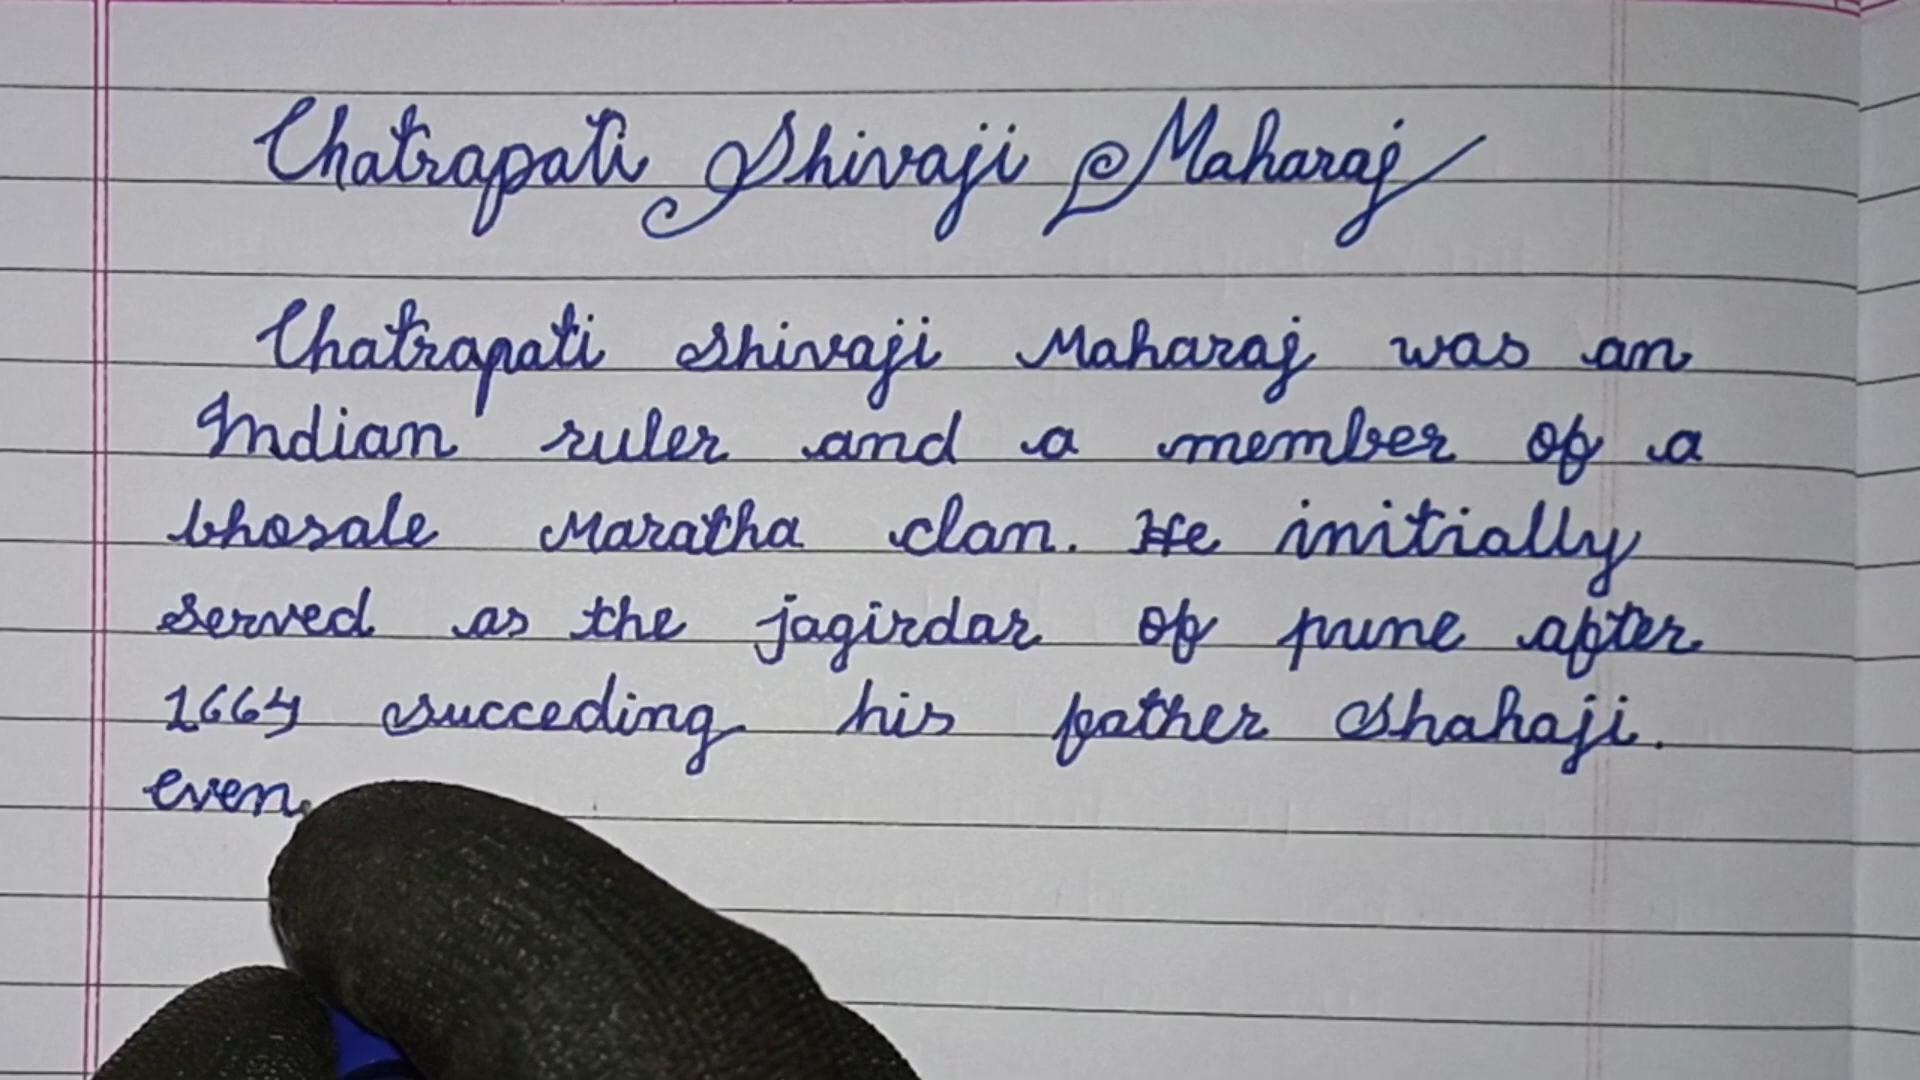 Chatrapati Shivaji Maharaj
Chatrapati Shivaji Maharaj was an
Indian ruler and a member of a
bhosale Maratha clan. He initially
served as the jagirdar of pune after
1664 succeding his father Shahaji.
even